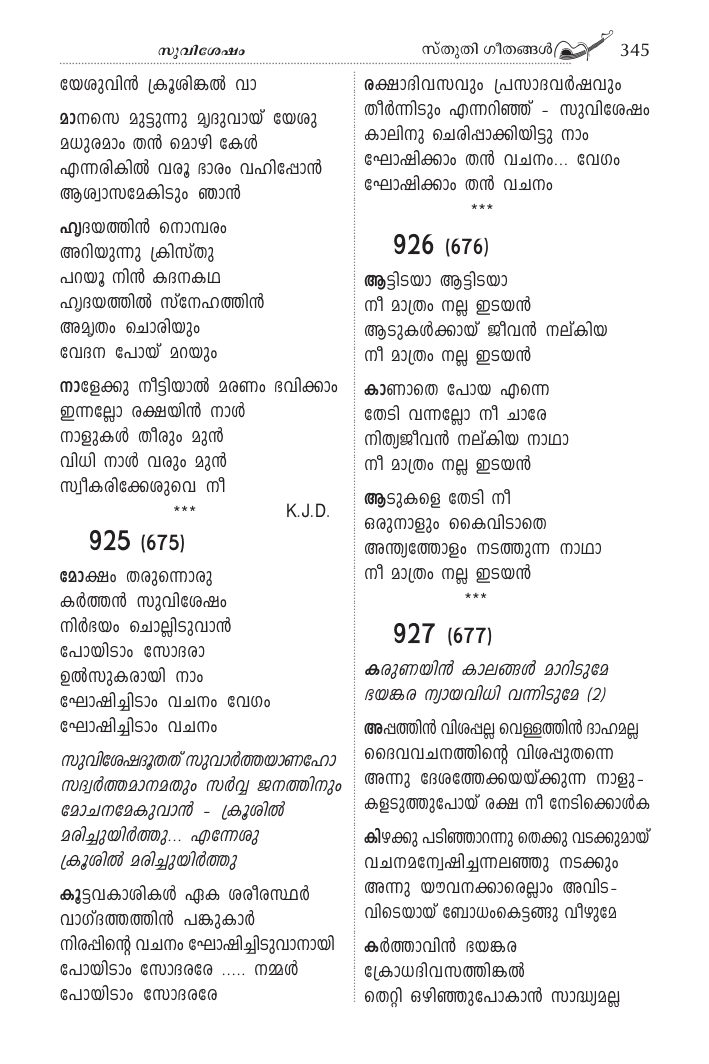 സുവിശേഷം
സ്തുതി ഗീതങ്ങൾ 345
യേശുവിൻ ക്രൂശിങ്കൽ വാ
മാനസെ മുട്ടുന്നു മൃദുവായ് യേശു
മധുരമാം തൻ മൊഴി കേൾ
എന്നരികിൽ വരൂ ഭാരം വഹിപ്പോൻ
ആശ്വാസമേകിടും ഞാൻ
ഹൃദയത്തിൻ നൊമ്പരം
അറിയുന്നു ക്രിസ്തു
പറയൂ നിൻ കദനകഥ
ഹൃദയത്തിൽ സ്നേഹത്തിൻ
അമൃതം ചൊരിയും
വേദന പോയ് മറയും
നാളേക്കു നീട്ടിയാൽ മരണം ഭവിക്കാം
ഇന്നല്ലോ രക്ഷയിൻ നാൾ
നാളുകൾ തീരും മുൻ
വിധി നാൾ വരും മുൻ
സ്വീകരിക്കേശുവെ നീ
*** K.J.D.
925 (675)
മോക്ഷം തരുന്നൊരു
കർത്തൻ സുവിശേഷം
നിർഭയം ചൊല്ലിടുവാൻ
പോയിടാം സോദരാ
ഉൽസുകരായി നാം
ഘോഷിച്ചിടാം വചനം വേഗം
ഘോഷിച്ചിടാം വചനം
സുവിശേഷദൂതത് സുവാർത്തയാണഹോ
സദ്വർത്തമാനമതും സർവ്വ ജനത്തിനും
മോചനമേകുവാൻ - ക്രൂശിൽ
മരിച്ചുയിർത്തു... എന്നേശു
ക്രൂശിൽ മരിച്ചുയിർത്തു
കൂട്ടവകാശികൾ ഏക ശരീരസ്ഥർ
വാഗ്ദത്തത്തിൻ പങ്കുകാർ
നിരപ്പിന്റെ വചനം ഘോഷിച്ചിടുവാനായി
പോയിടാം സോദരരേ ..... നമ്മൾ
പോയിടാം സോദരരേ
രക്ഷാദിവസവും പ്രസാദവർഷവും
തീർന്നിടും എന്നറിഞ്ഞ് - സുവിശേഷം
കാലിനു ചെരിപ്പാക്കിയിട്ടു നാം
ഘോഷിക്കാം തൻ വചനം... വേഗം
ഘോഷിക്കാം തൻ വചനം
***
926 (676)
ആട്ടിടയാ ആട്ടിടയാ
നീ മാത്രം നല്ല ഇടയൻ
ആടുകൾക്കായ് ജീവൻ നല്കിയ
നീ മാത്രം നല്ല ഇടയൻ
കാണാതെ പോയ എന്നെ
തേടി വന്നല്ലോ നീ ചാരേ
നിത്യജീവൻ നല്കിയ നാഥാ
നീ മാത്രം നല്ല ഇടയൻ
ആടുകളെ തേടി നീ
ഒരുനാളും കൈവിടാതെ
അന്ത്യത്തോളം നടത്തുന്ന നാഥാ
നീ മാത്രം നല്ല ഇടയൻ
***
927 (677)
കരുണയിൻ കാലങ്ങൾ മാറിടുമേ
ഭയങ്കര ന്യായവിധി വന്നിടുമേ (2)
അപ്പത്തിൻ വിശപ്പല്ല വെള്ളത്തിൻ ദാഹമല്ല
ദൈവവചനത്തിന്റെ വിശപ്പുതന്നെ
അന്നു ദേശത്തേക്കയയ്ക്കുന്ന നാളു-
കളടുത്തുപോയ് രക്ഷ നീ നേടിക്കൊൾക
കിഴക്കു പടിഞ്ഞാറന്നു തെക്കു വടക്കുമായ്
വചനമന്വേഷിച്ചന്നലഞ്ഞു നടക്കും
അന്നു യൗവനക്കാരെല്ലാം അവിട-
വിടെയായ് ബോധംകെട്ടങ്ങു വീഴുമേ
കർത്താവിൻ ഭയങ്കര
ക്രോധദിവസത്തിങ്കൽ
തെറ്റി ഒഴിഞ്ഞുപോകാൻ സാദ്ധ്യമല്ല